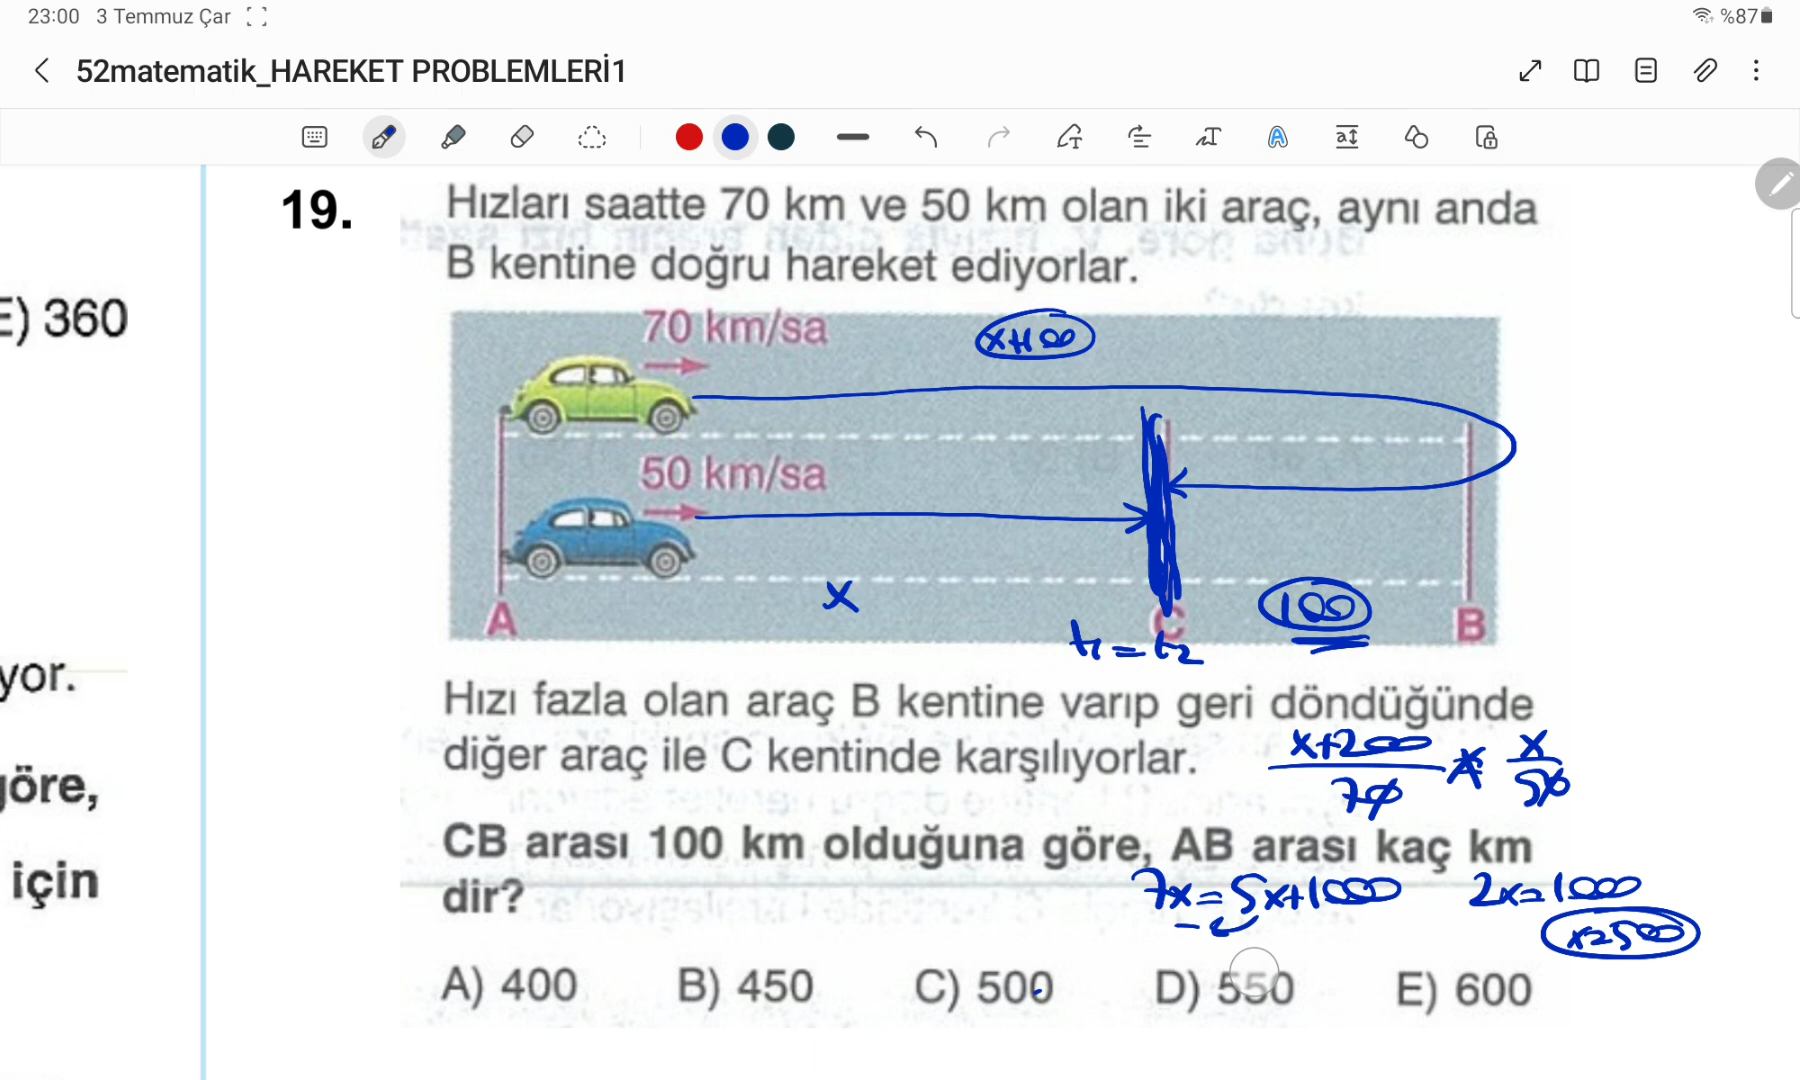 23:00 3 Temmuz Çar
%87
52matematik_HAREKET PROBLEMLERİ1
E) 360
yor.
göre,
için
19.
Hızları saatte 70 km ve 50 km olan iki araç, aynı anda
B kentine doğru hareket ediyorlar.
70 km/sa
x+100
50 km/sa
x
100
A
C
B
t1 = t2
Hızı fazla olan araç B kentine varıp geri döndüğünde
diğer araç ile C kentinde karşılıyorlar.
x+200
70
x
50
CB arası 100 km olduğuna göre, AB arası kaç km
dir?
7x = 5x+1000
2x=1000
x=500
A) 400 B) 450 C) 500 D) 550 E) 600